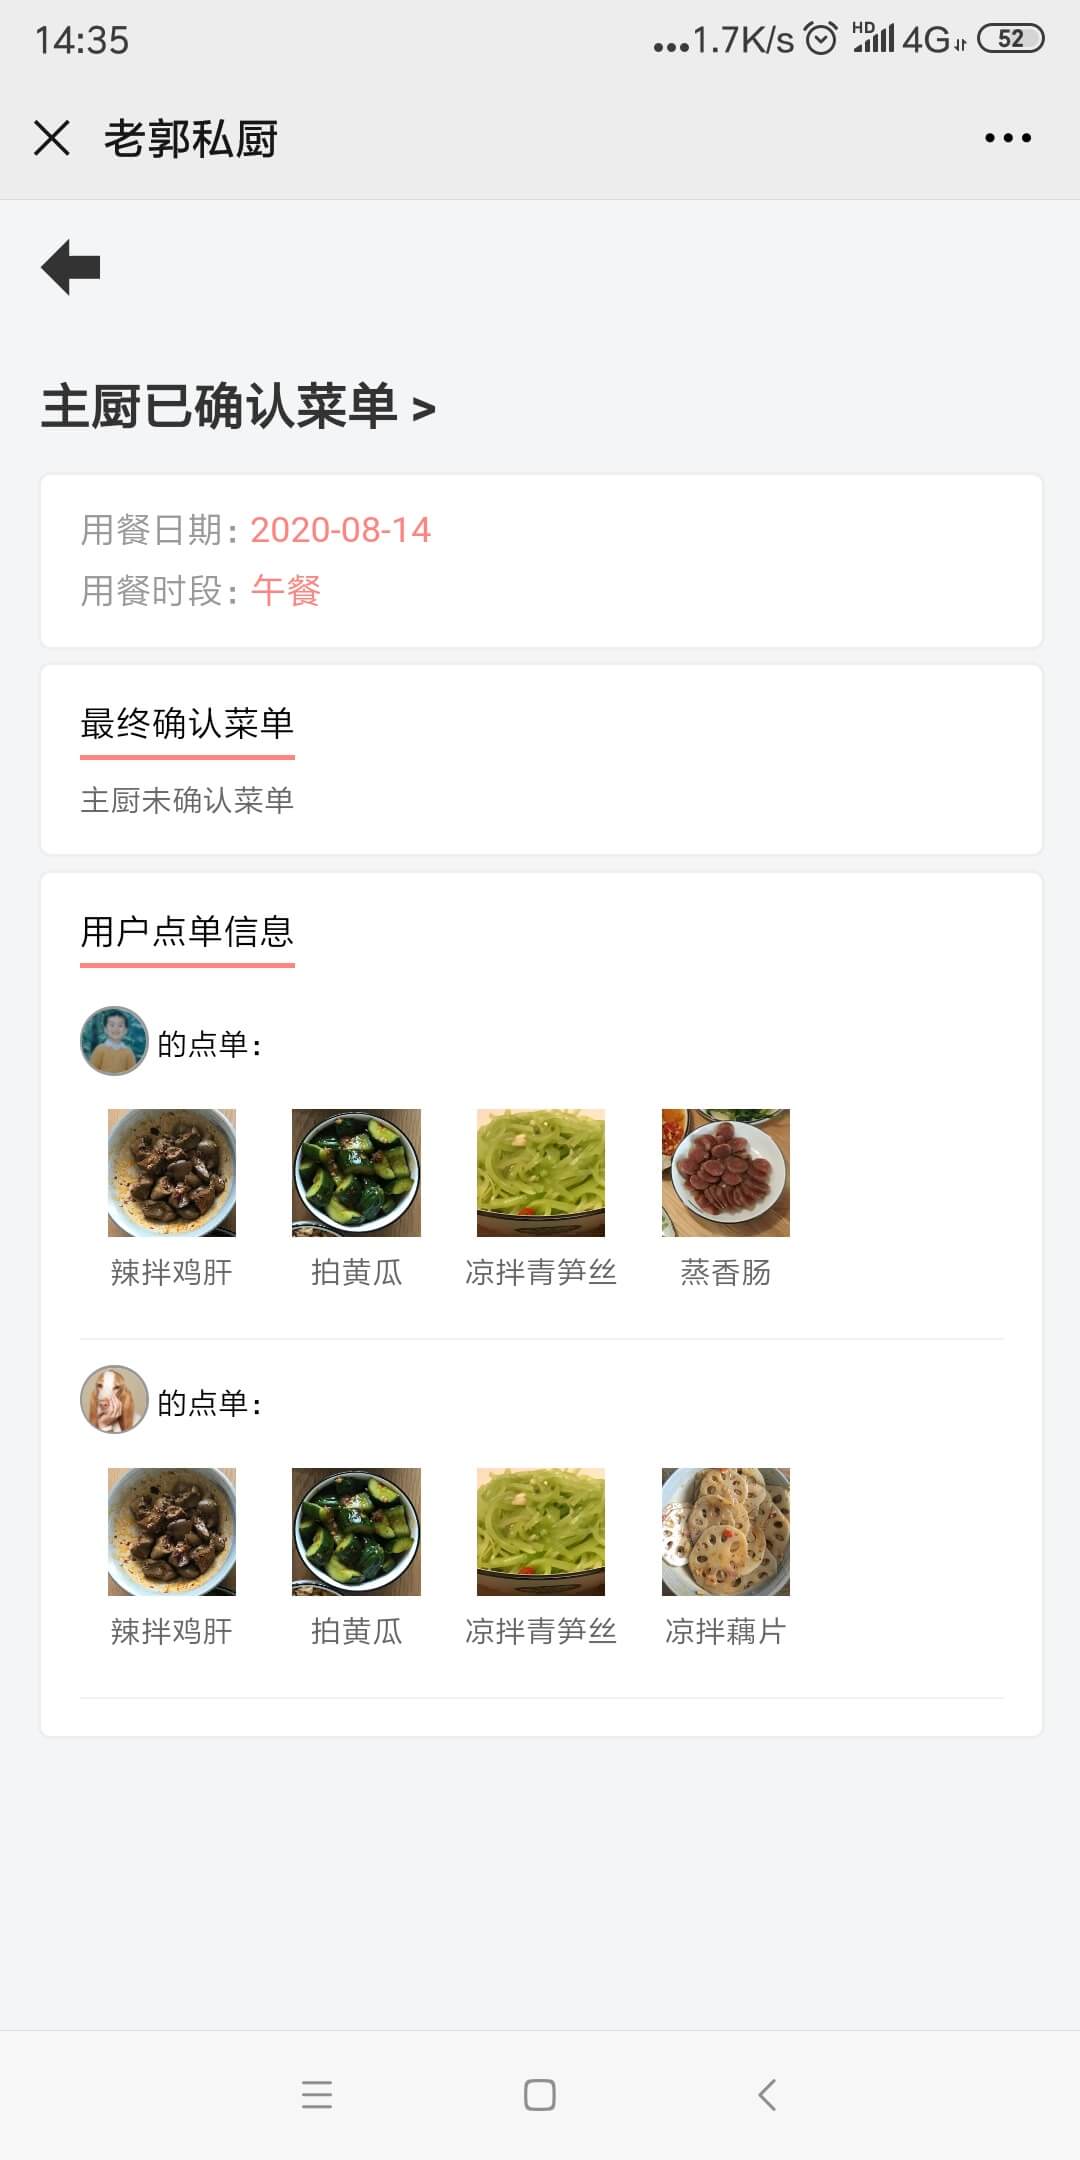 14:35
...1.7K/s HD 4G 52
老郭私厨
主厨已确认菜单 >
用餐日期: 2020-08-14
用餐时段: 午餐
最终确认菜单
主厨未确认菜单
用户点单信息
的点单:
辣拌鸡肝 拍黄瓜 凉拌青笋丝 蒸香肠
的点单:
辣拌鸡肝 拍黄瓜 凉拌青笋丝 凉拌藕片